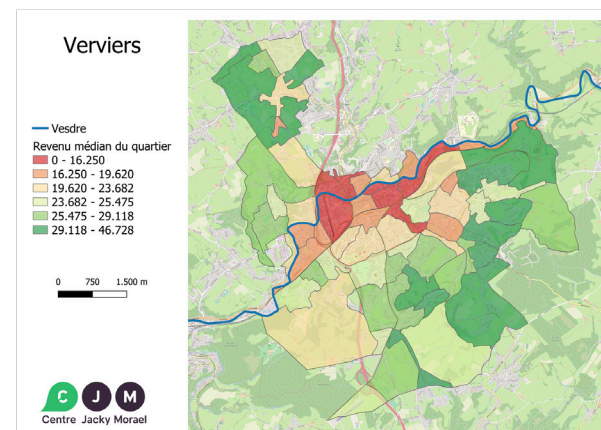 Verviers
Vesdre
Revenu médian du quartier
0 - 16.250
16.250 - 19.620
19.620 - 23.682
23.682 - 25.475
25.475 - 29.118
29.118 - 46.728
0 750 1.500 m
C J M
Centre Jacky Morael